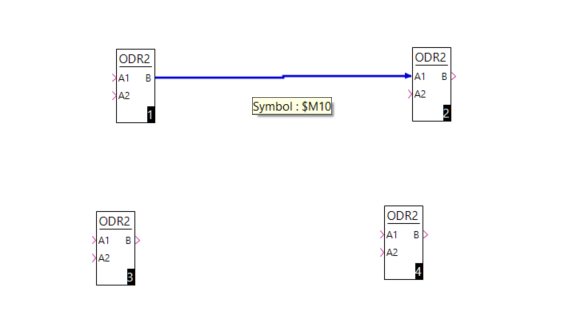 ODR2
A1 B
A2
1
ODR2
A1 B
A2
2
Symbol : $M10
ODR2
A1 B
A2
3
ODR2
A1 B
A2
4